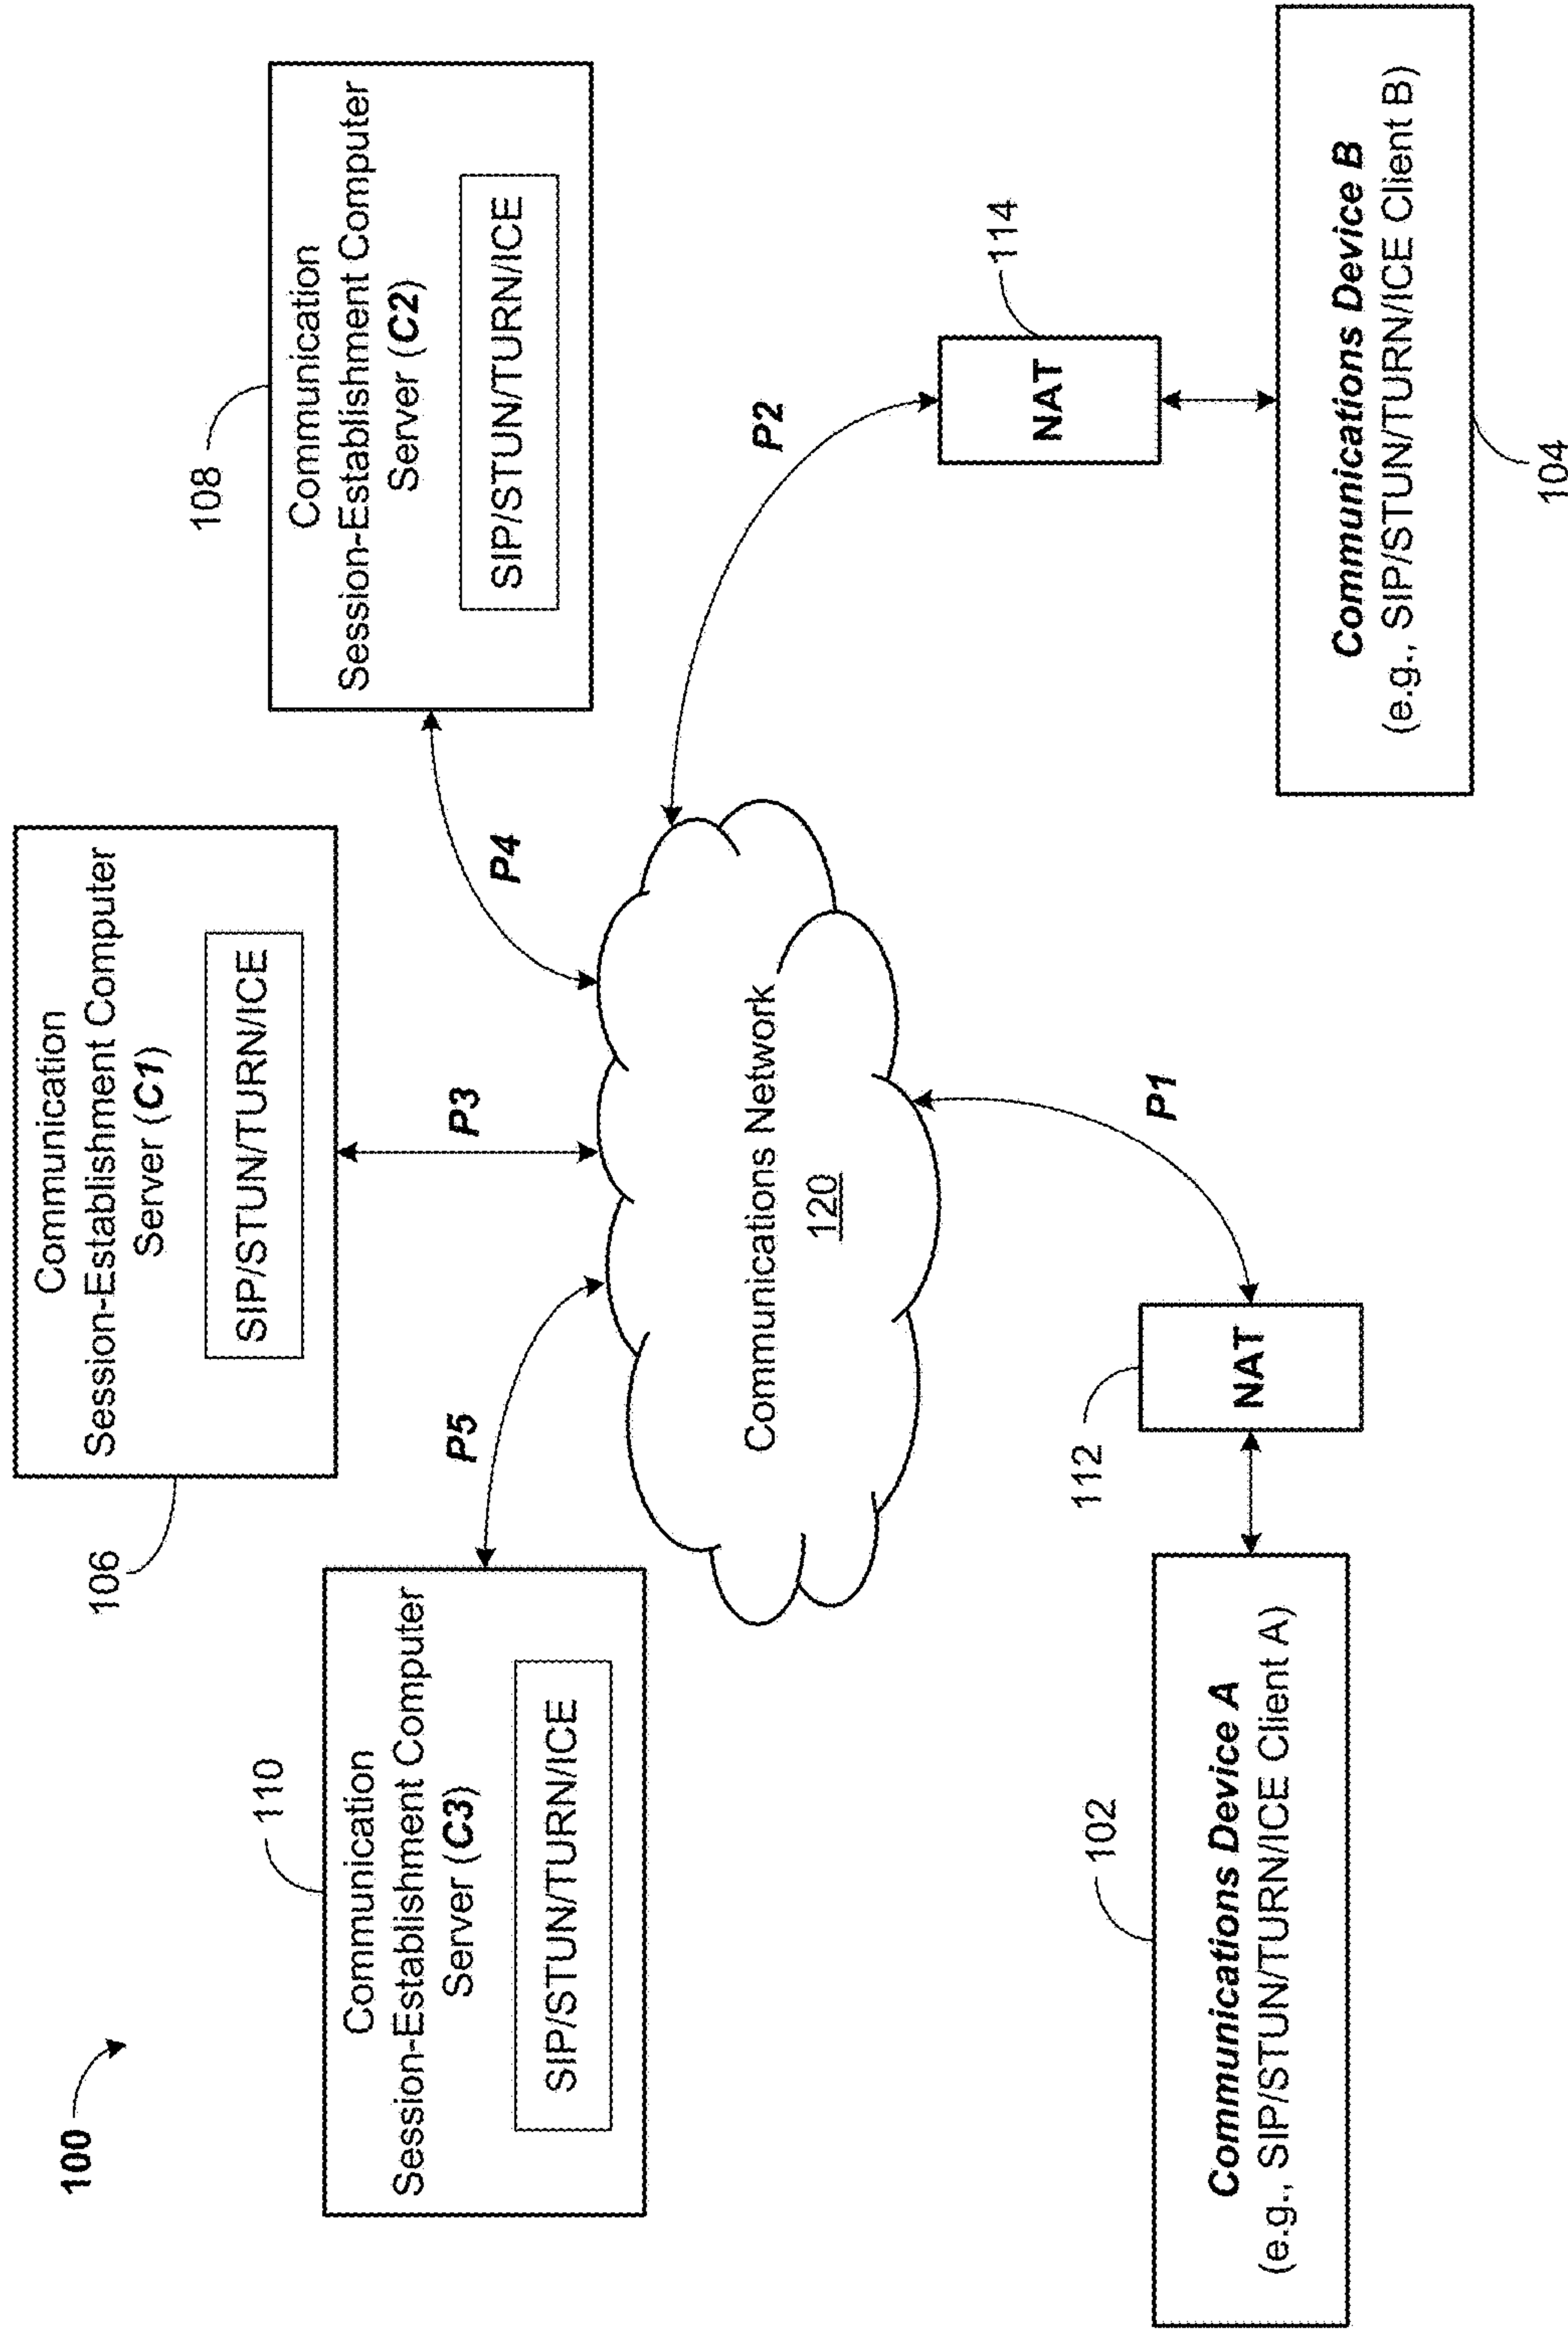 100
106
Communication
Session-Establishment Computer
Server (C1)
SIP/STUN/TURN/ICE
110
Communication
Session-Establishment Computer
Server (C3)
SIP/STUN/TURN/ICE
108
Communication
Session-Establishment Computer
Server (C2)
SIP/STUN/TURN/ICE
P5
P3
P4
P2
Communications Network
120
P1
112
NAT
114
NAT
102
Communications Device A
(e.g., SIP/STUN/TURN/ICE Client A)
Communications Device B
(e.g., SIP/STUN/TURN/ICE Client B)
104